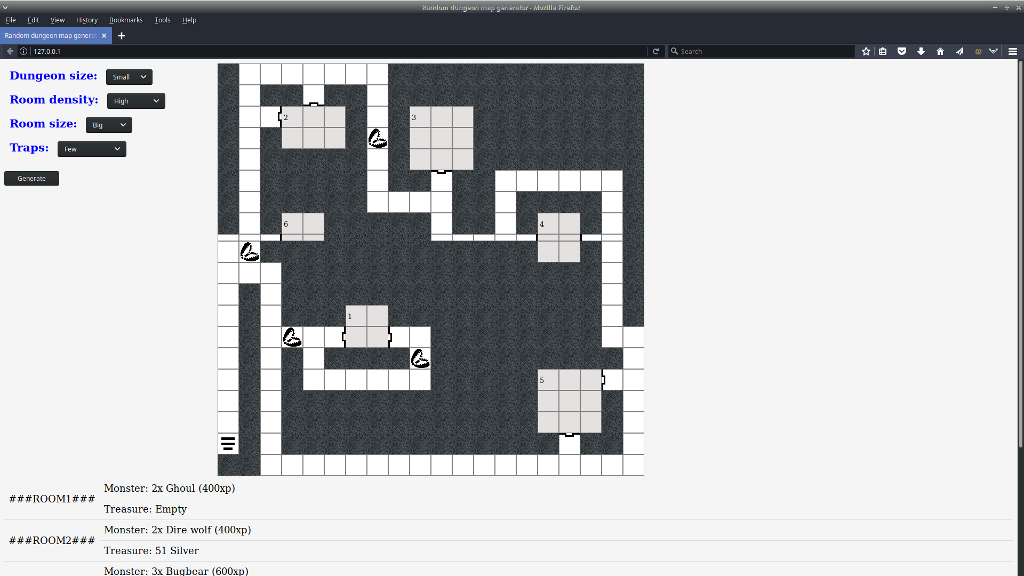 Random dungeon map generator - Mozilla Firefox
File Edit View History Bookmarks Tools Help
Random dungeon map genera
127.0.0.1
Search
Dungeon size: Small
Room density: High
Room size: Big
Traps: Few
Generate
2
3
6
4
1
5
###ROOM1###
Monster: 2x Ghoul (400xp)
Treasure: Empty
###ROOM2###
Monster: 2x Dire wolf (400xp)
Treasure: 51 Silver
Monster: 3x Bugbear (600xp)